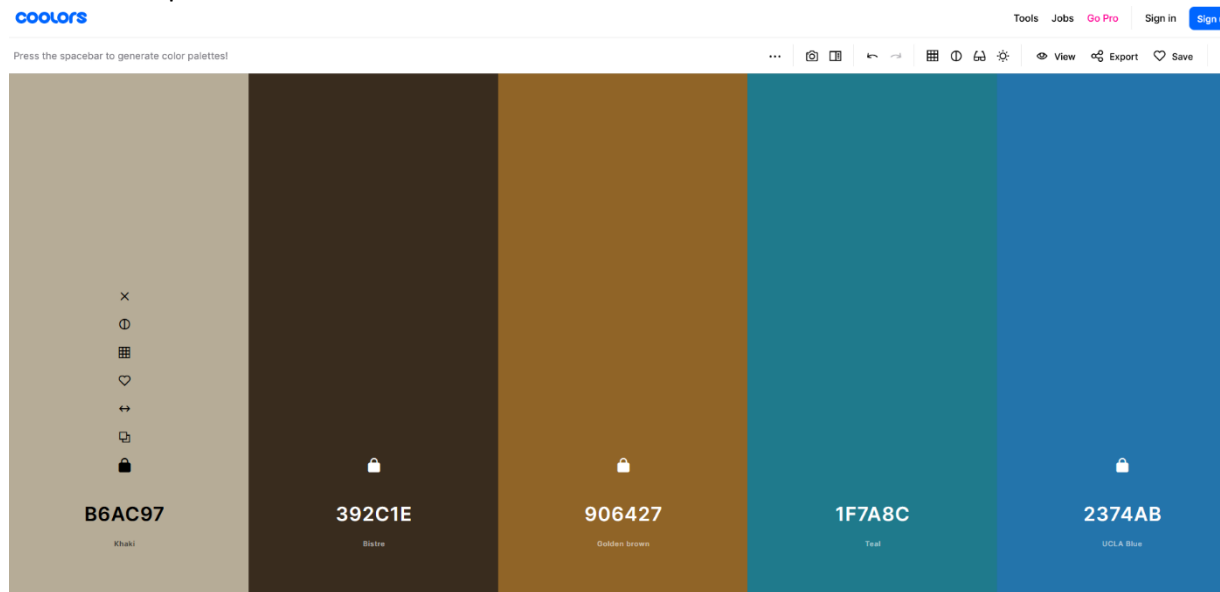 coolors
Tools Jobs Go Pro Sign in Sign
Press the spacebar to generate color palettes!
View Export Save
B6AC97 392C1E 906427 1F7A8C 2374AB
Khaki Bistre Golden brown Teal UCLA Blue